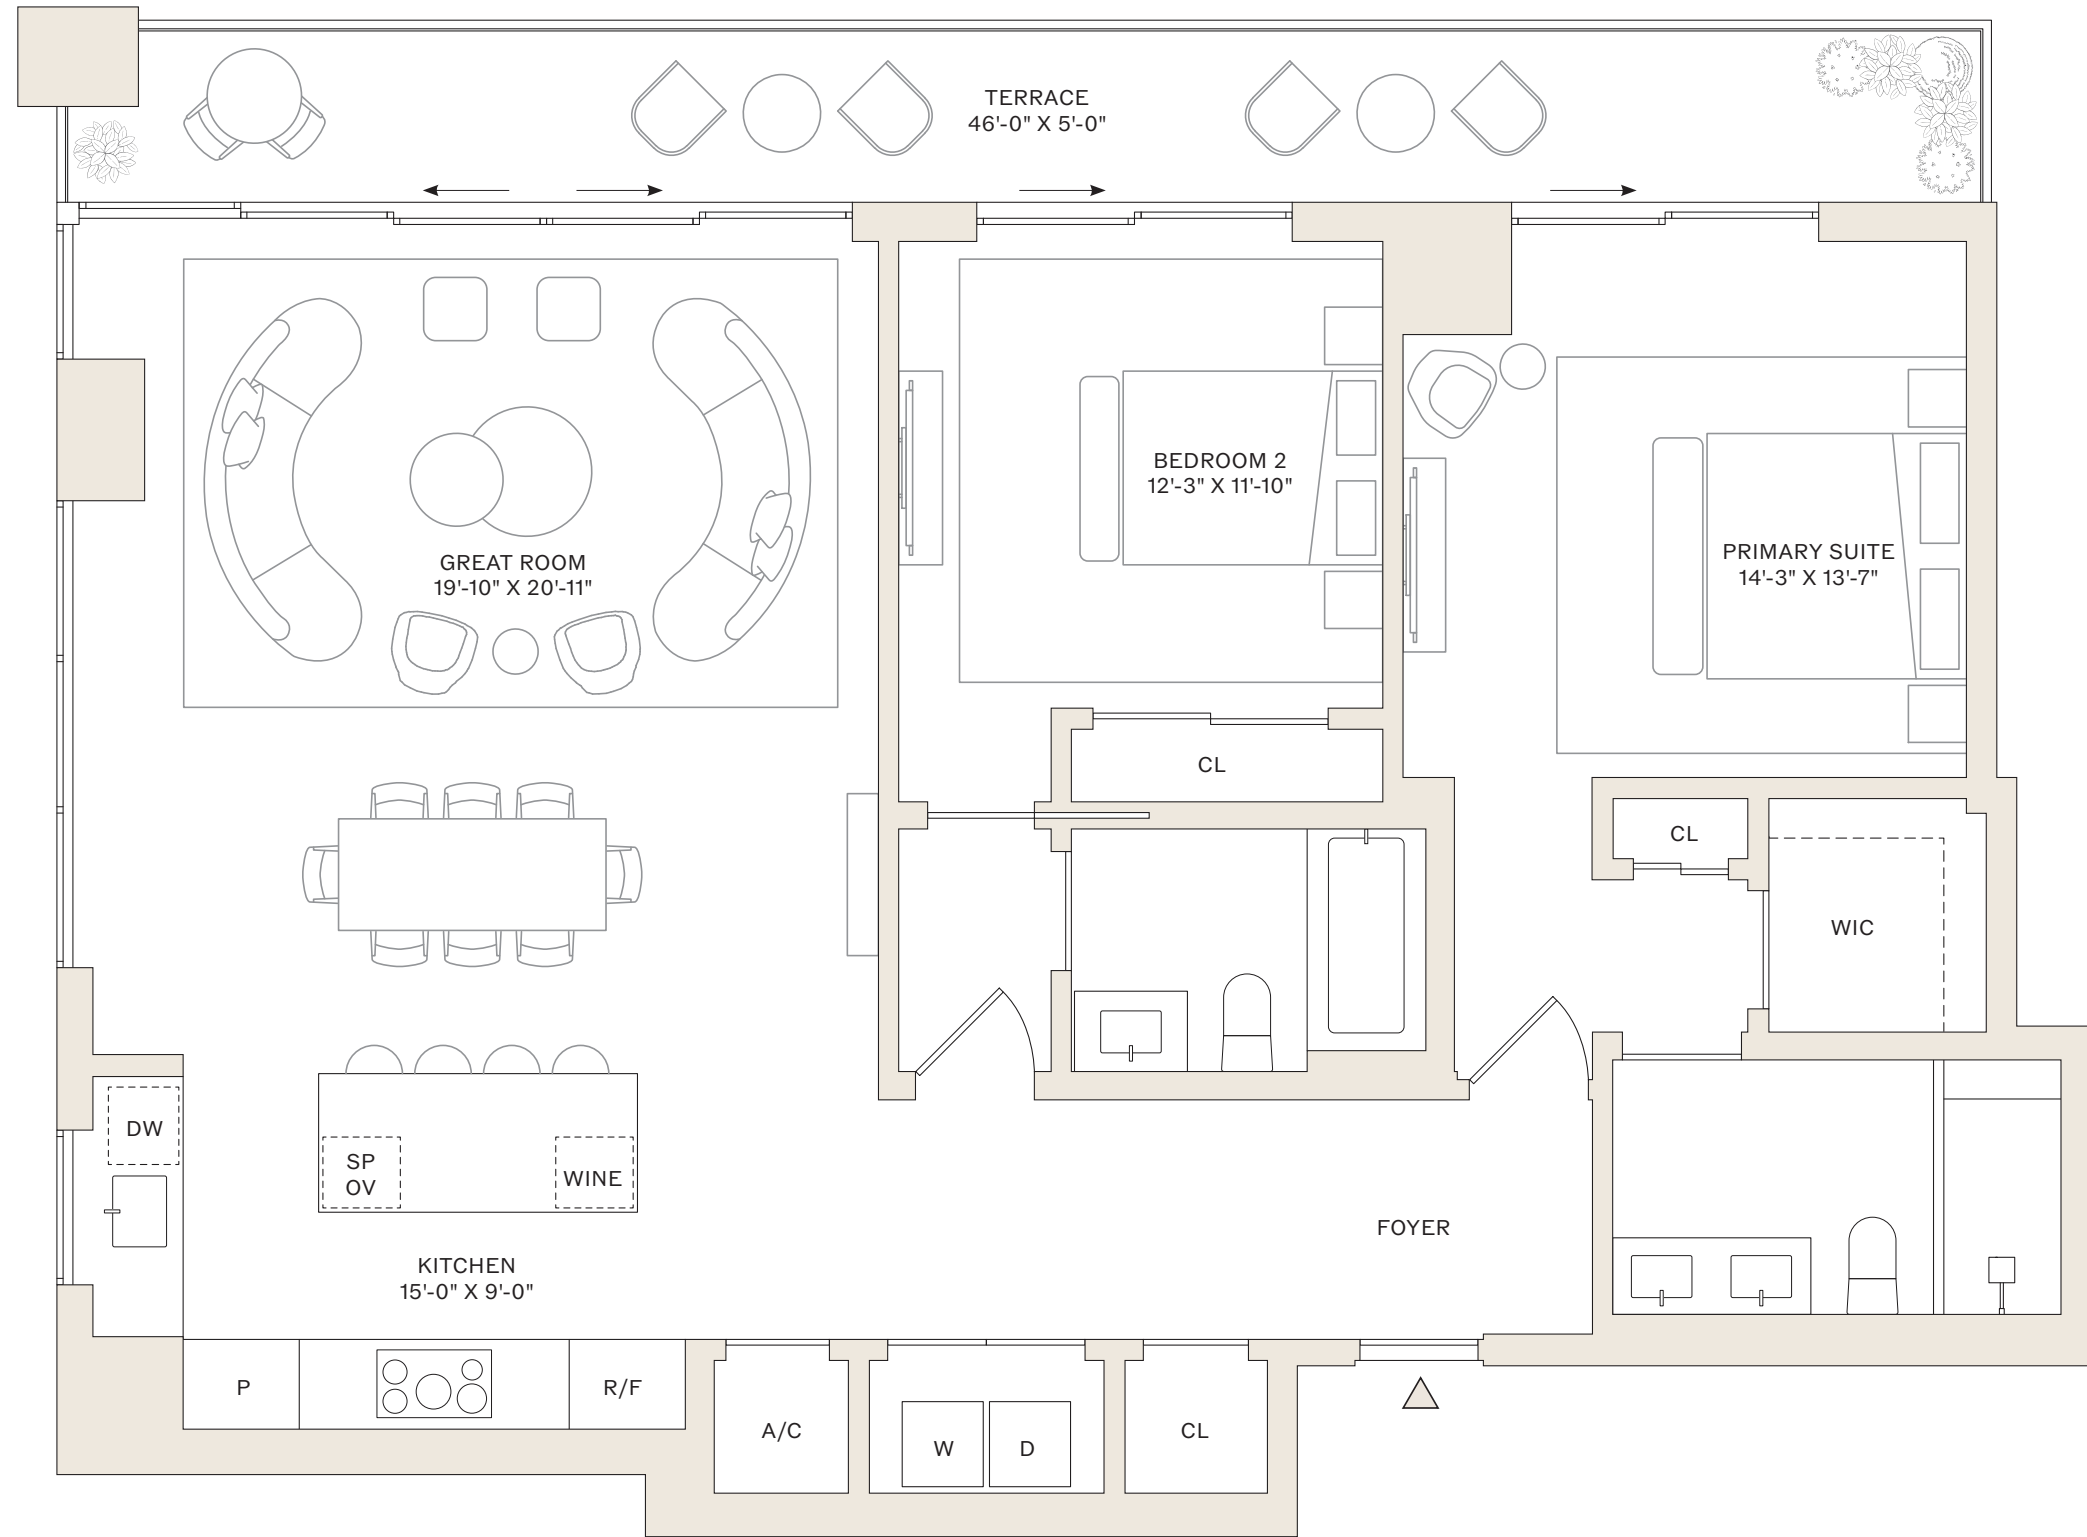 TERRACE
46'-0" X 5'-0"
BEDROOM 2
12'-3" X 11'-10"
GREAT ROOM
19'-10" X 20'-11"
PRIMARY SUITE
14'-3" X 13'-7"
CL
CL
WIC
DW
SP
OV
WINE
FOYER
KITCHEN
15'-0" X 9'-0"
P
R/F
A/C
W
D
CL